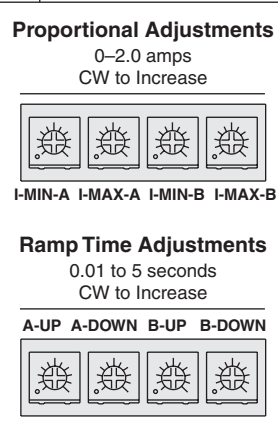 Proportional Adjustments
0–2.0 amps
CW to Increase
I-MIN-A I-MAX-A I-MIN-B I-MAX-B
Ramp Time Adjustments
0.01 to 5 seconds
CW to Increase
A-UP A-DOWN B-UP B-DOWN